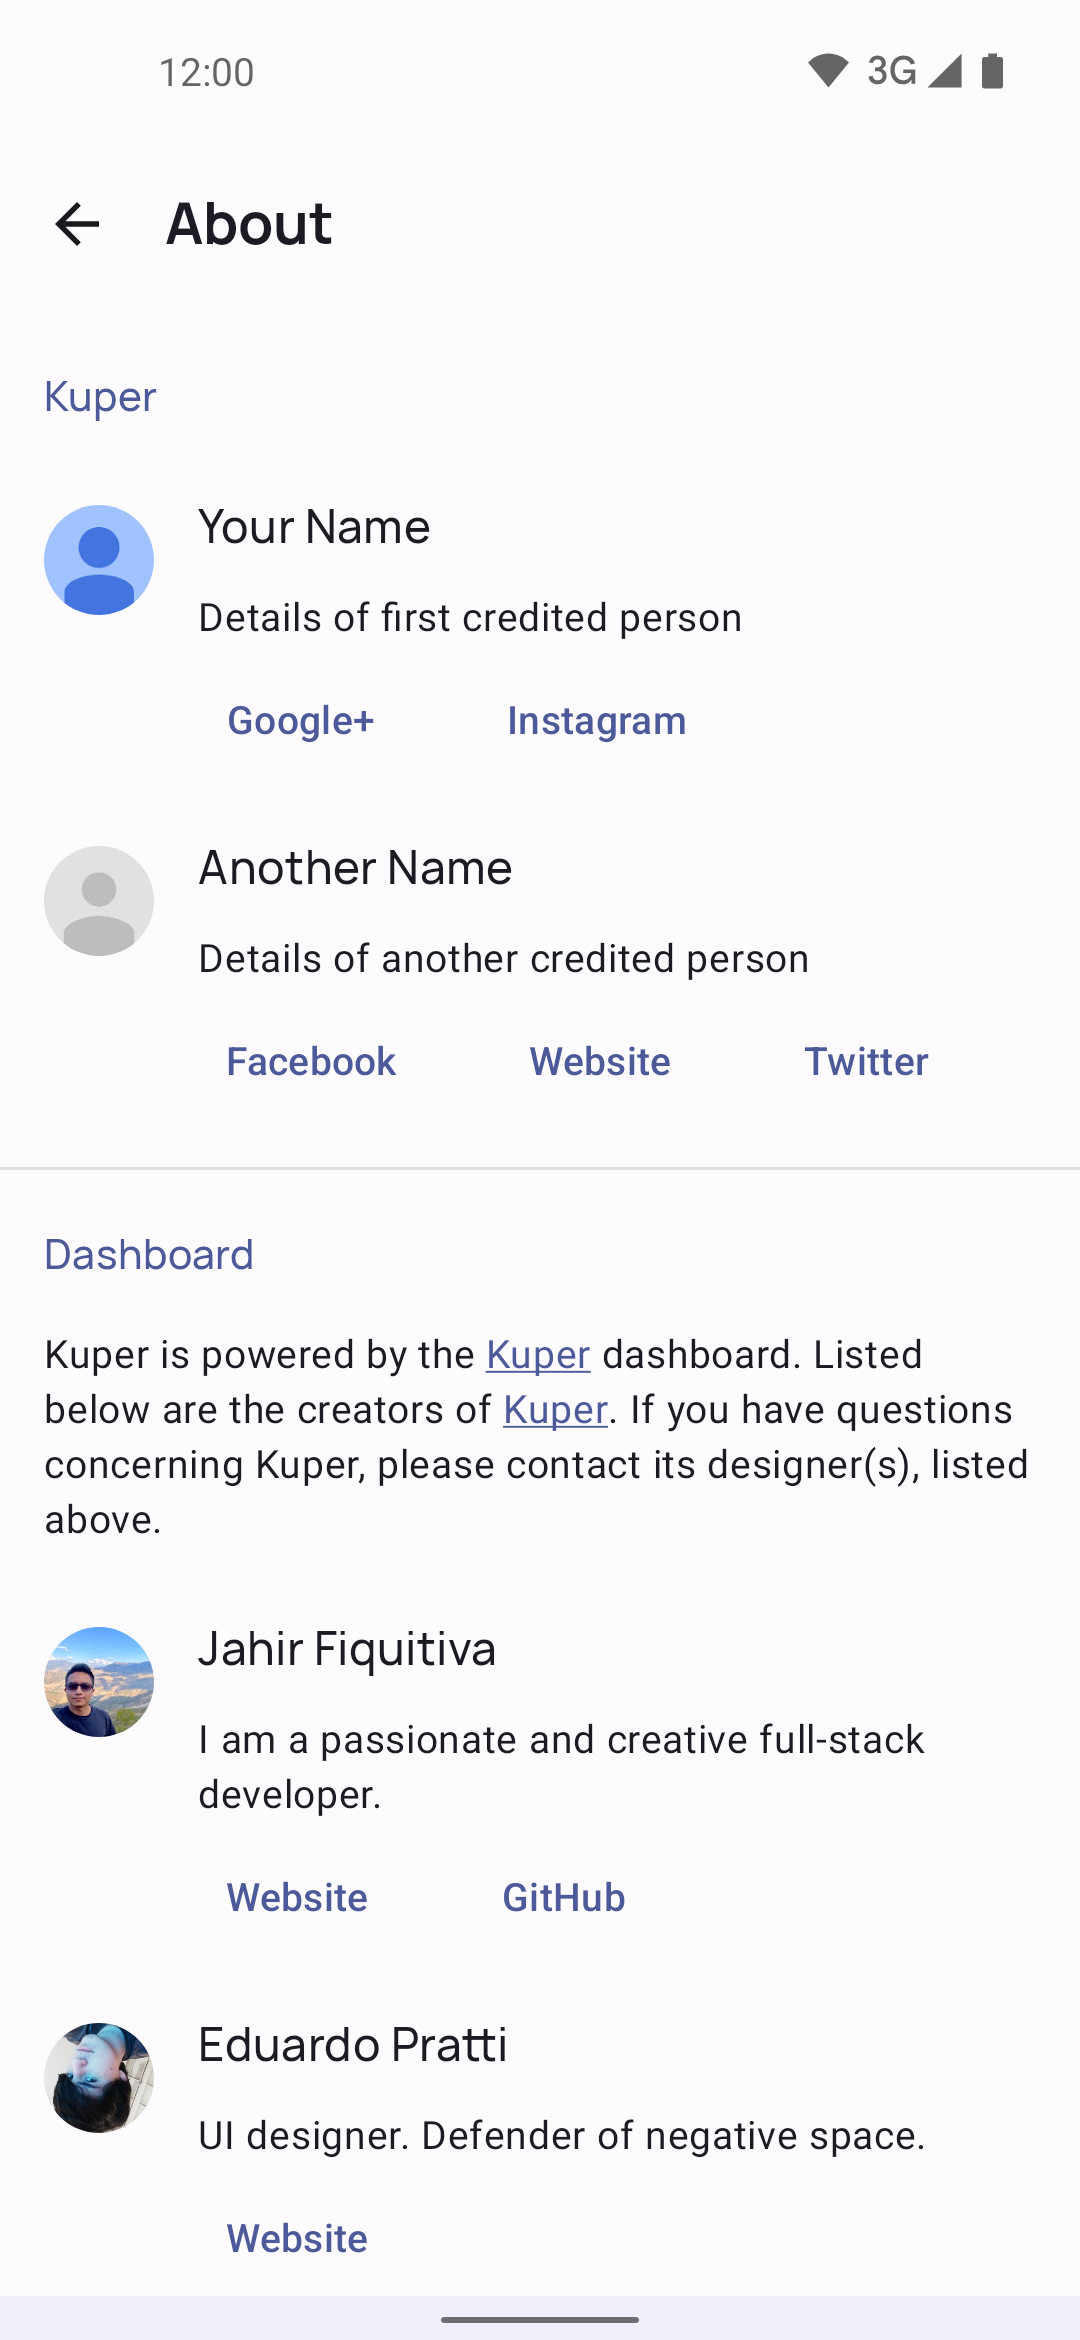 12:00
3G
About
Kuper
Your Name
Details of first credited person
Google+ Instagram
Another Name
Details of another credited person
Facebook Website Twitter
Dashboard
Kuper is powered by the Kuper dashboard. Listed
below are the creators of Kuper. If you have questions
concerning Kuper, please contact its designer(s), listed
above.
Jahir Fiquitiva
I am a passionate and creative full-stack
developer.
Website GitHub
Eduardo Pratti
UI designer. Defender of negative space.
Website